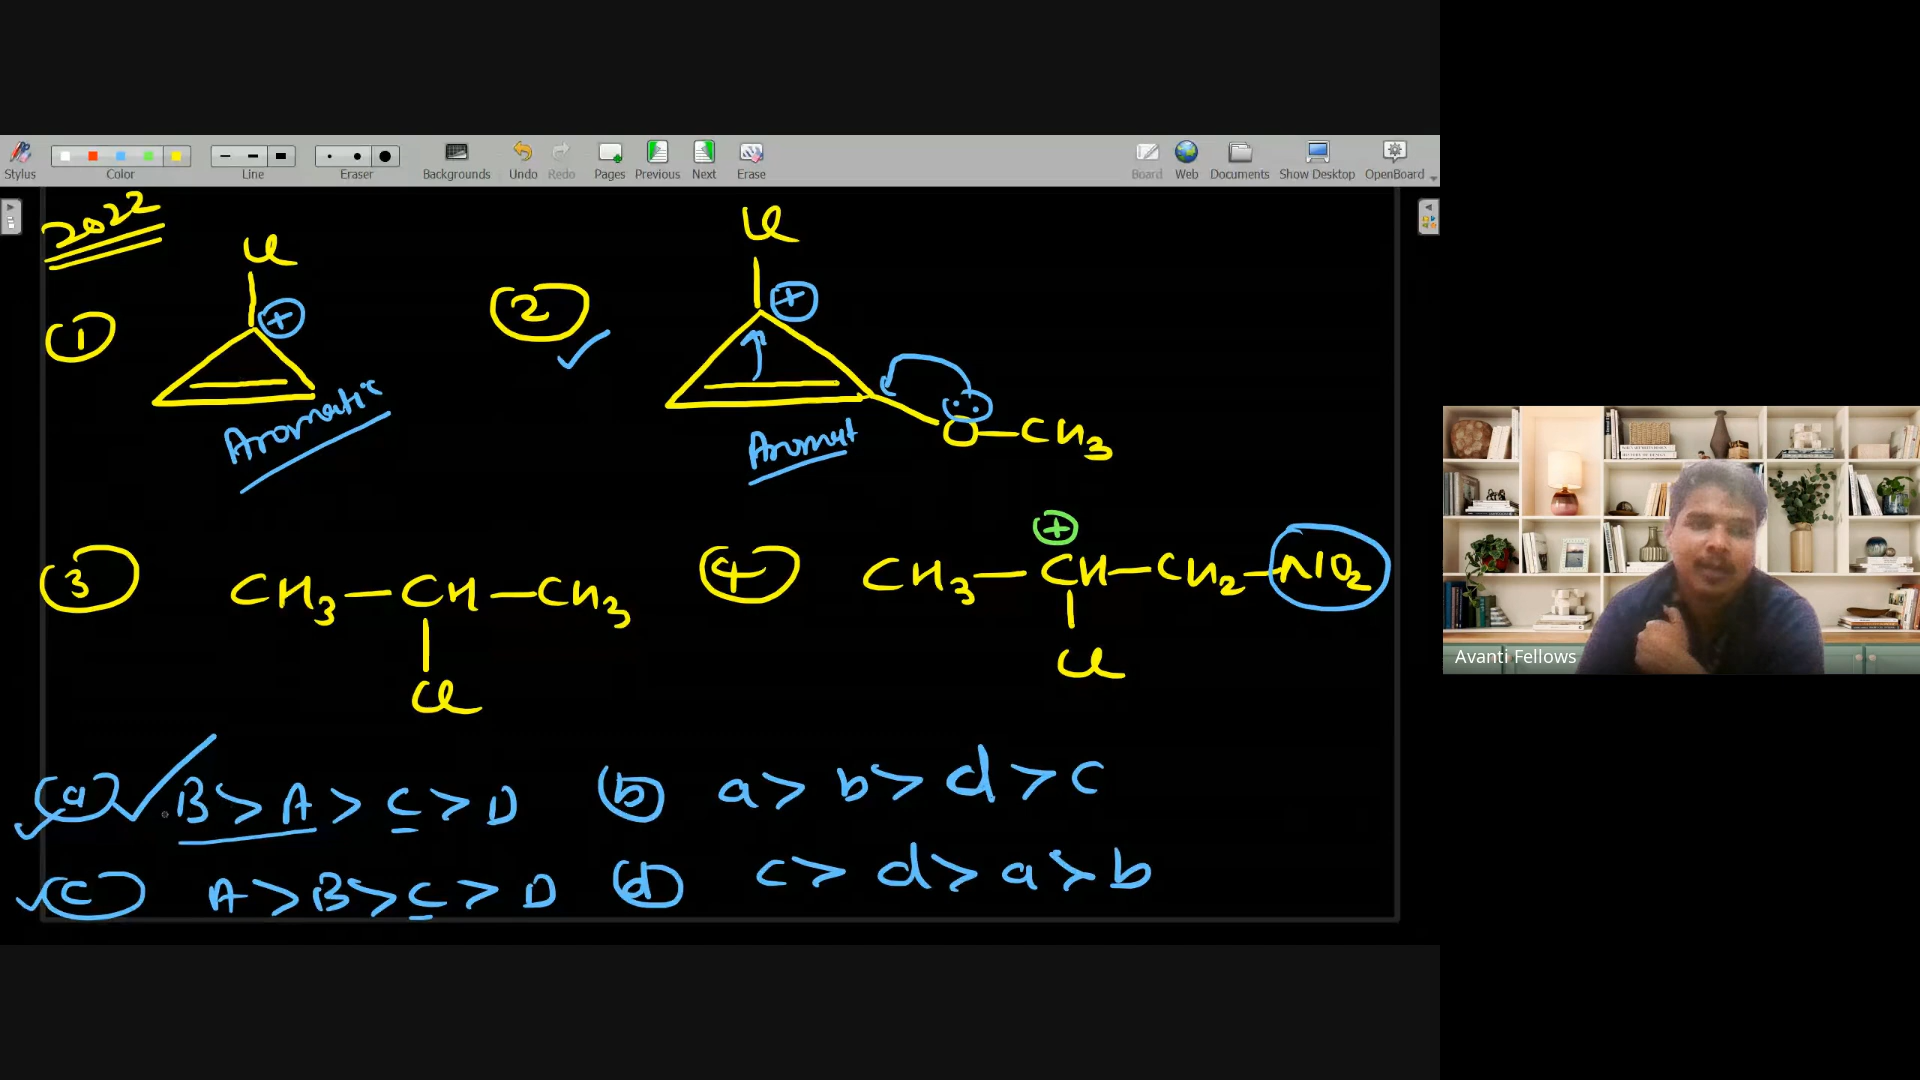 Stylus Color Line Eraser Backgrounds Undo Redo Pages Previous Next Erase Board Web Documents Show Desktop OpenBoard
2022
Cl
Cl
1
+
2
+
Aromatic
Aromat
O—CH3
3
CH3—CH—CH3
Cl
4
+
CH3—CH—CH2—NO2
Cl
(a) B > A > C > D
(b) a > b > d > c
(c) A > B > C > D
(d) c > d > a > b
Avanti Fellows